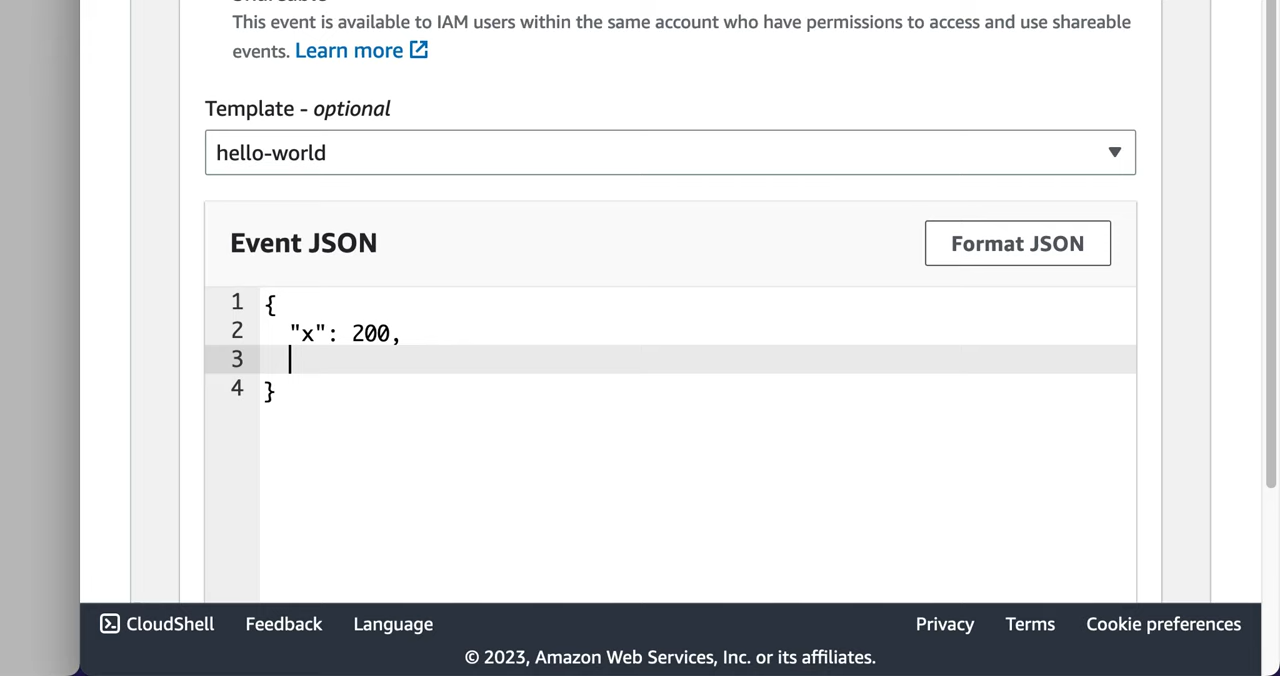 This event is available to IAM users within the same account who have permissions to access and use shareable
events. Learn more
Template - optional
hello-world
Event JSON
Format JSON
1 {
2 "x": 200,
3
4 }
CloudShell Feedback Language Privacy Terms Cookie preferences
© 2023, Amazon Web Services, Inc. or its affiliates.